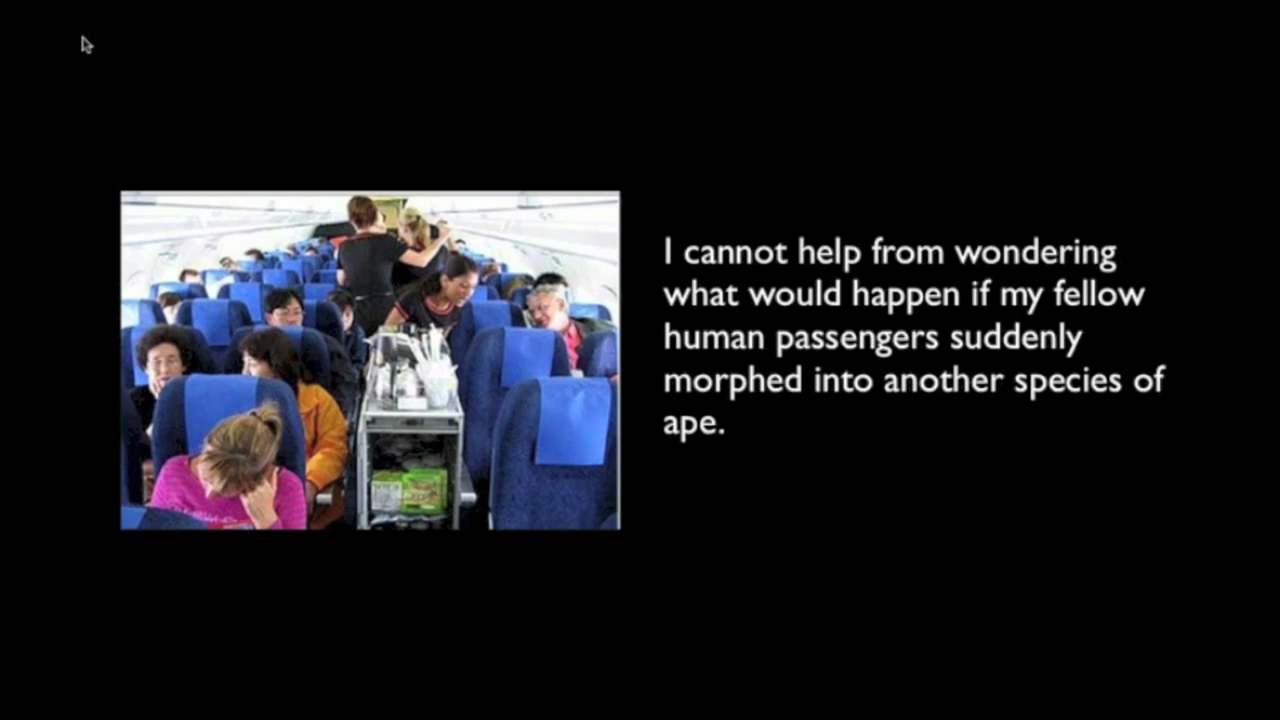 I cannot help from wondering
what would happen if my fellow
human passengers suddenly
morphed into another species of
ape.